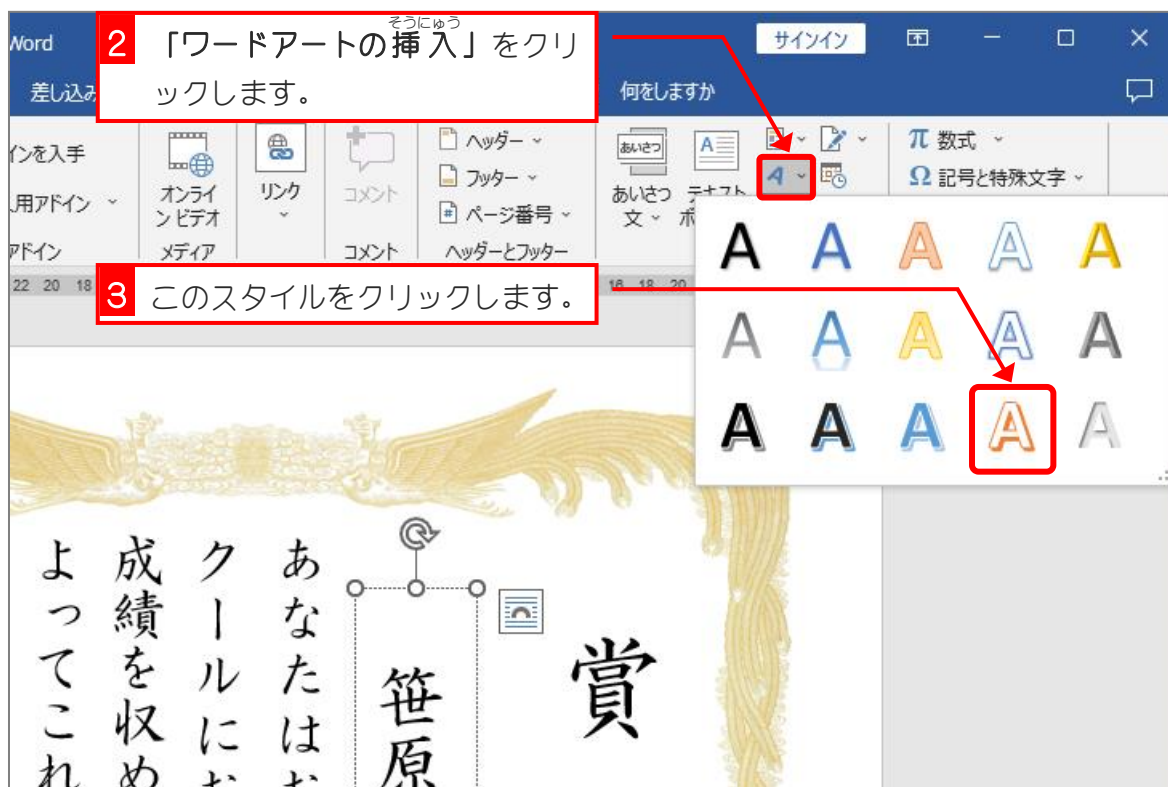 Word
サインイン
2 「ワードアートの挿入」をクリ
そうにゅう
ックします。
差し込み
何をしますか
インを入手
用アドイン
アドイン
オンライ
ン ビデオ
メディア
リンク
コメント
コメント
ヘッダー
フッター
# ページ番号
ヘッダーとフッター
あいさつ
あいさつ
文
A
テキスト
ボ
A
π 数式
Ω 記号と特殊文字
A A A A A
A A A A A
A A A A A
22 20 18
16 18 20
3 このスタイルをクリックします。
賞
笹原
あなたはお
クールにお
成績を収め
よってこれ